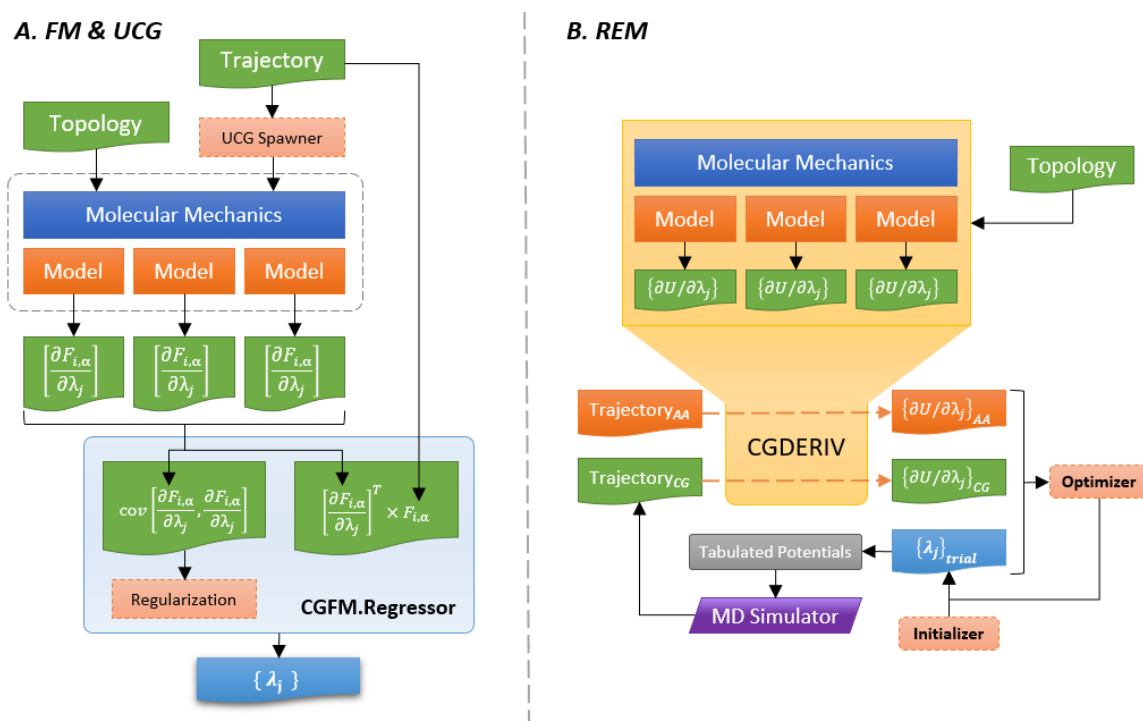 A. FM & UCG
Trajectory
Topology
UCG Spawner
Molecular Mechanics
Model Model Model
[∂F_{i,α}/∂λ_j] [∂F_{i,α}/∂λ_j] [∂F_{i,α}/∂λ_j]
cov[∂F_{i,α}/∂λ_j, ∂F_{i,α}/∂λ_j]
[∂F_{i,α}/∂λ_j]^T × F_{i,α}
Regularization
CGFM.Regressor
{ λ_j }
B. REM
Molecular Mechanics
Topology
Model Model Model
{∂U/∂λ_j} {∂U/∂λ_j} {∂U/∂λ_j}
Trajectory_AA
{∂U/∂λ_j}_AA
CGDERIV
Trajectory_CG
{∂U/∂λ_j}_CG
Optimizer
Tabulated Potentials
{λ_j}_trial
MD Simulator
Initializer